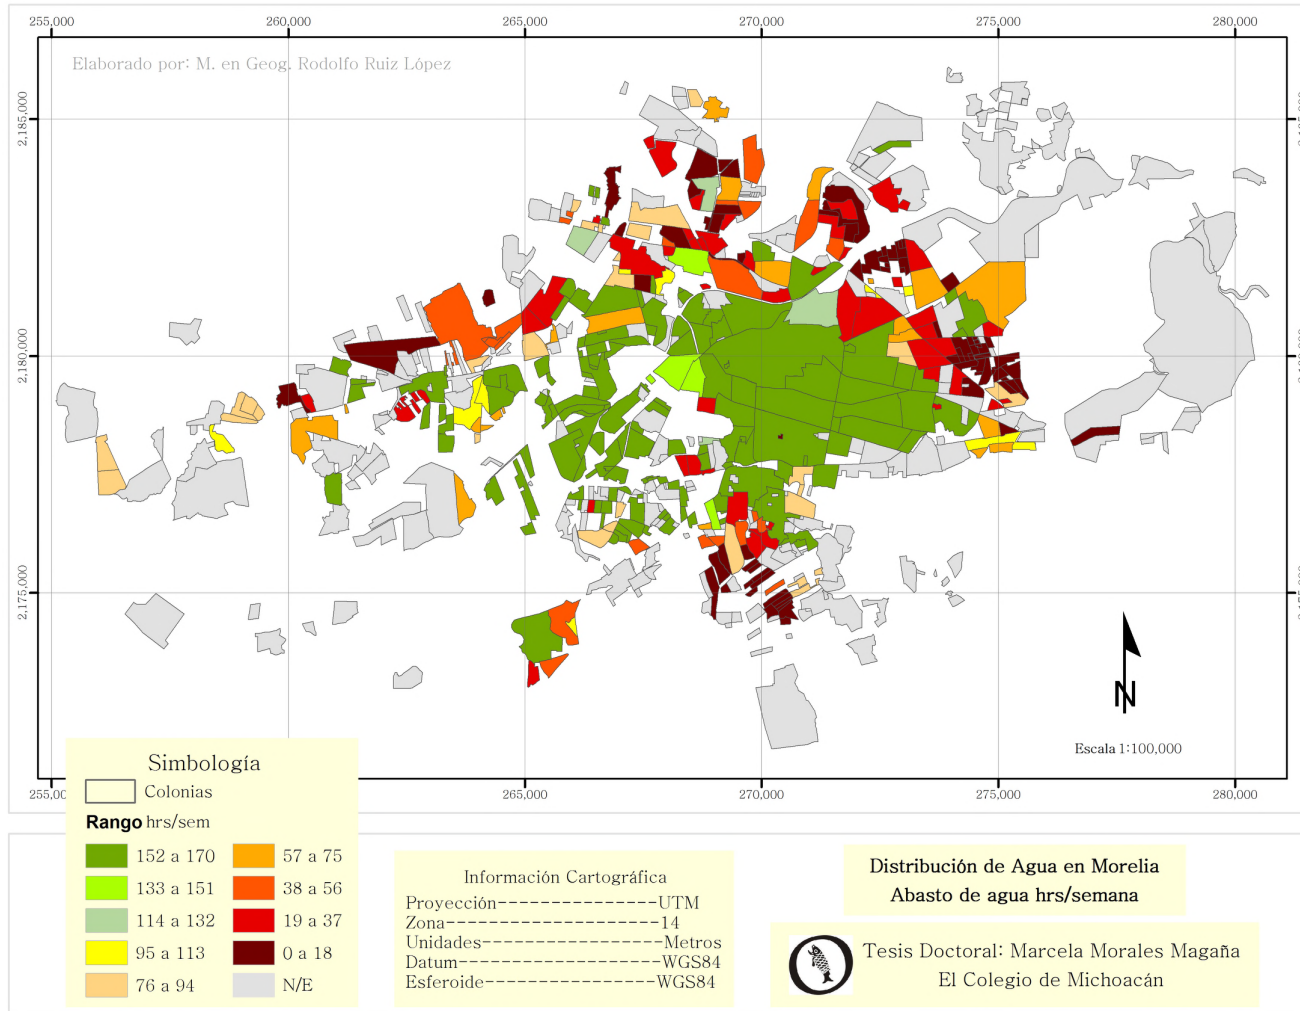 255,000 260,000 265,000 270,000 275,000 280,000
Elaborado por: M. en Geog. Rodolfo Ruiz López
2,185,000
2,180,000
2,175,000
N
Escala 1:100,000
255,000 265,000 270,000 275,000 280,000
Simbología
Colonias
Rango hrs/sem
152 a 170
133 a 151
114 a 132
95 a 113
76 a 94
57 a 75
38 a 56
19 a 37
0 a 18
N/E
Información Cartográfica
Proyección-------------UTM
Zona-----------------14
Unidades--------------Metros
Datum----------------WGS84
Esferoide-------------WGS84
Distribución de Agua en Morelia
Abasto de agua hrs/semana
Tesis Doctoral: Marcela Morales Magaña
El Colegio de Michoacán